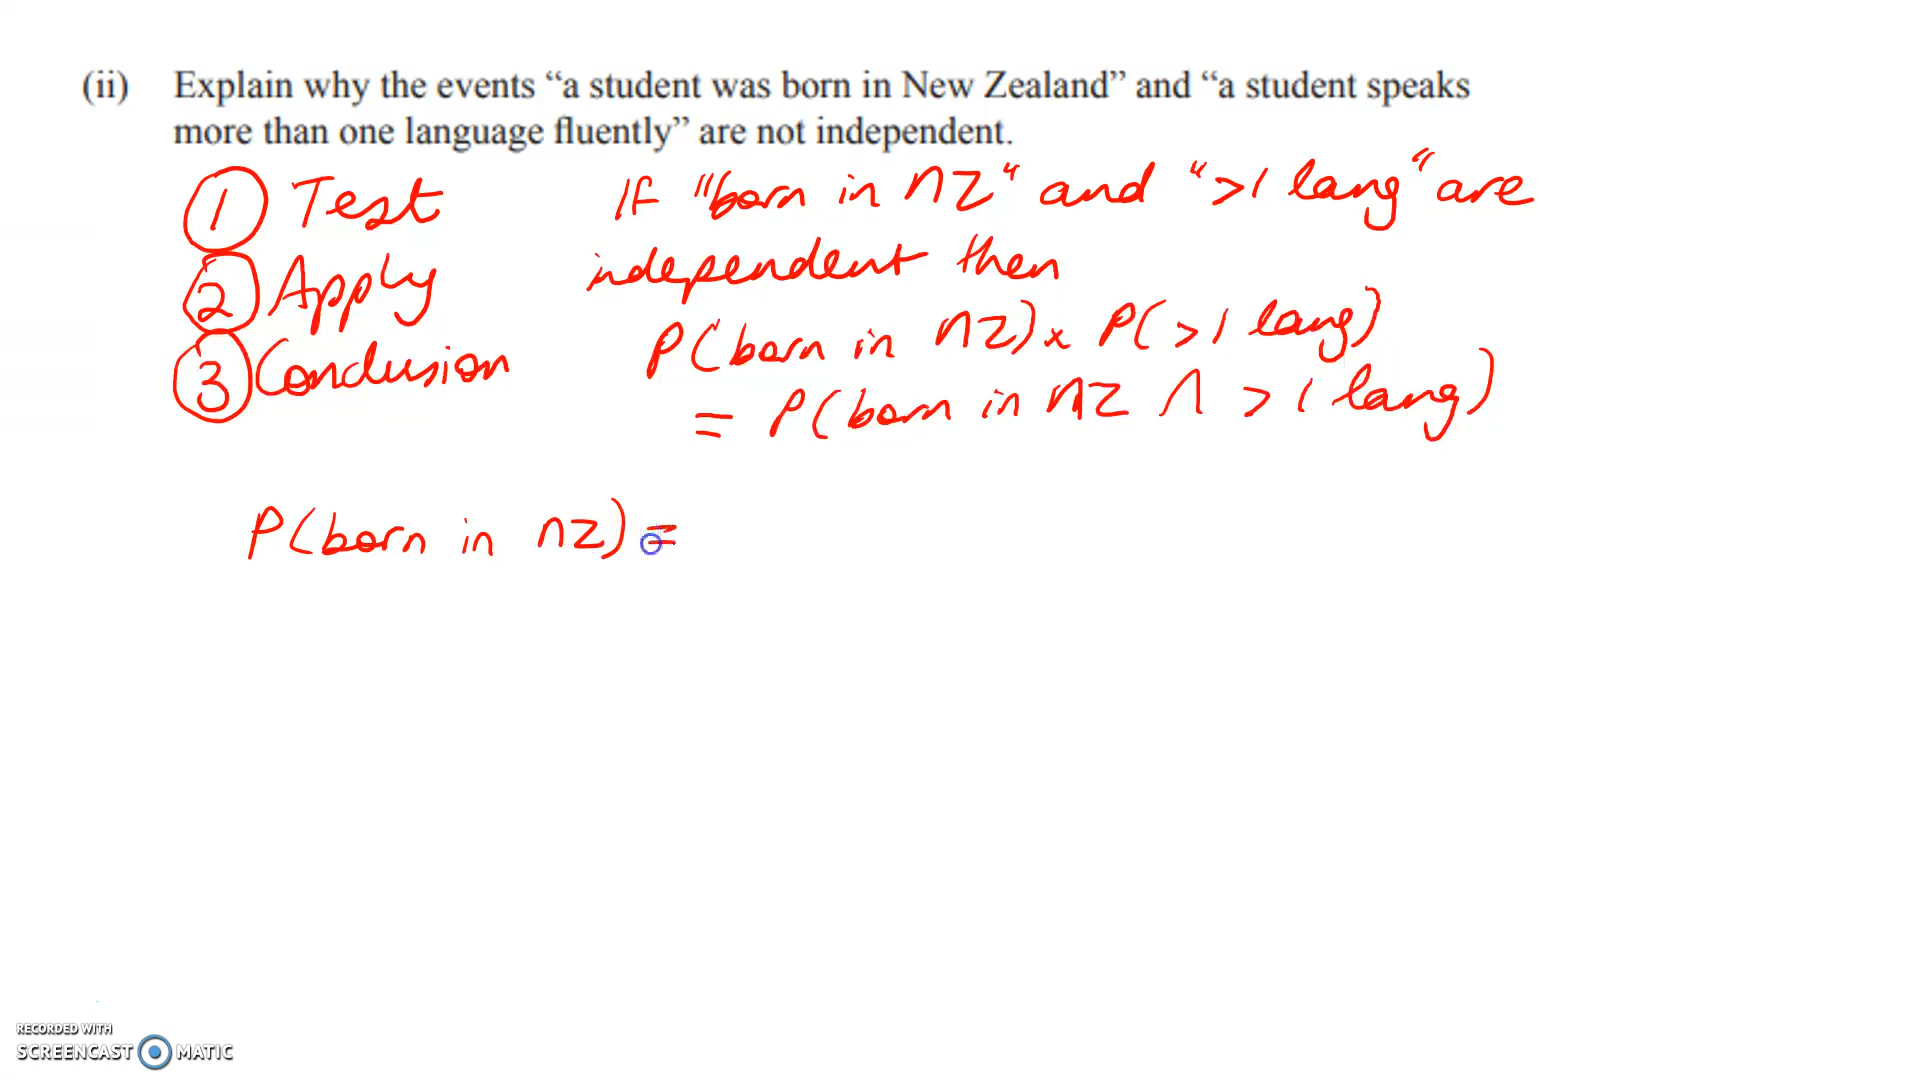 (ii) Explain why the events “a student was born in New Zealand” and “a student speaks
more than one language fluently” are not independent.
① Test
② Apply
③ Conclusion
If "born in nz" and ">1 lang" are
independent then
P(born in nz) x P(>1 lang)
= P(born in nz ∩ >1 lang)
P(born in nz) =
RECORDED WITH
SCREENCAST MATIC